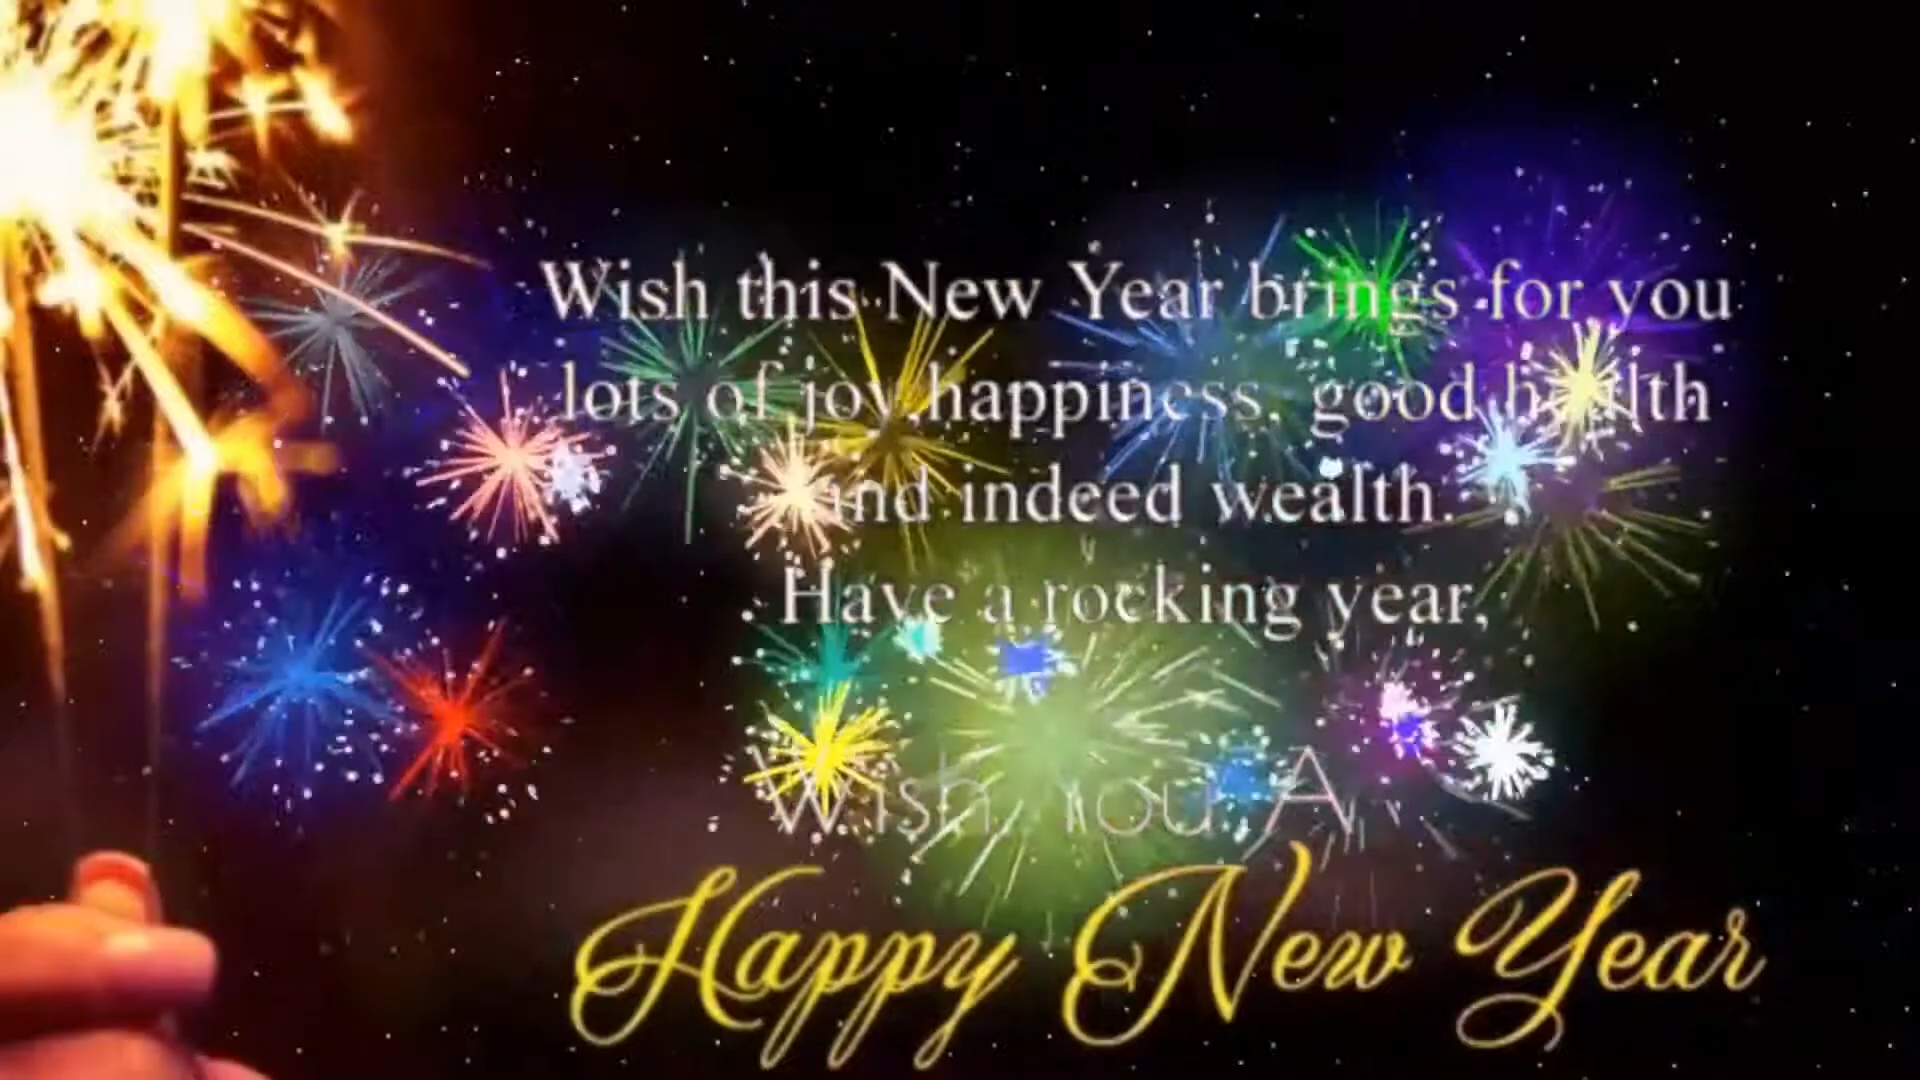 Wish this New Year brings for you
lots of joy happiness, good health
and indeed wealth.
Have a rocking year,
Wish You A
Happy New Year